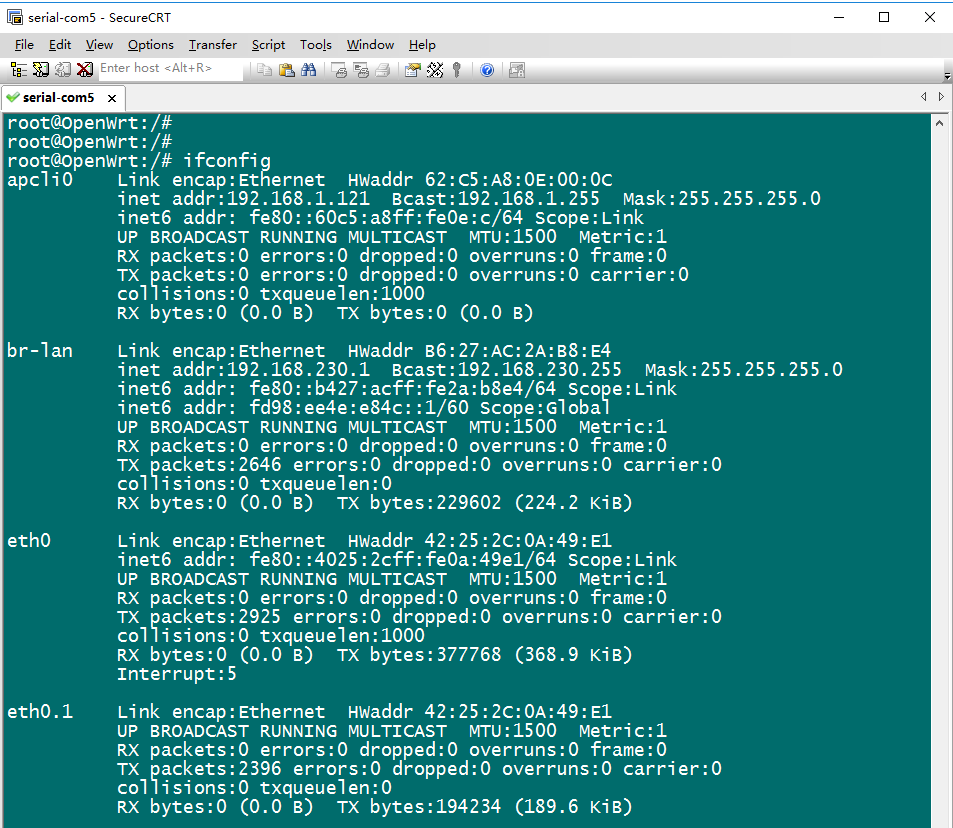 serial-com5 - SecureCRT
File Edit View Options Transfer Script Tools Window Help
Enter host <Alt+R>
serial-com5
root@OpenWrt:/#
root@OpenWrt:/#
root@OpenWrt:/# ifconfig
apcli0    Link encap:Ethernet  HWaddr 62:C5:A8:0E:00:0C
          inet addr:192.168.1.121  Bcast:192.168.1.255  Mask:255.255.255.0
          inet6 addr: fe80::60c5:a8ff:fe0e:c/64 Scope:Link
          UP BROADCAST RUNNING MULTICAST  MTU:1500  Metric:1
          RX packets:0 errors:0 dropped:0 overruns:0 frame:0
          TX packets:0 errors:0 dropped:0 overruns:0 carrier:0
          collisions:0 txqueuelen:1000
          RX bytes:0 (0.0 B)  TX bytes:0 (0.0 B)
br-lan    Link encap:Ethernet  HWaddr B6:27:AC:2A:B8:E4
          inet addr:192.168.230.1  Bcast:192.168.230.255  Mask:255.255.255.0
          inet6 addr: fe80::b427:acff:fe2a:b8e4/64 Scope:Link
          inet6 addr: fd98:ee4e:e84c::1/60 Scope:Global
          UP BROADCAST RUNNING MULTICAST  MTU:1500  Metric:1
          RX packets:0 errors:0 dropped:0 overruns:0 frame:0
          TX packets:2646 errors:0 dropped:0 overruns:0 carrier:0
          collisions:0 txqueuelen:0
          RX bytes:0 (0.0 B)  TX bytes:229602 (224.2 KiB)
eth0      Link encap:Ethernet  HWaddr 42:25:2C:0A:49:E1
          inet6 addr: fe80::4025:2cff:fe0a:49e1/64 Scope:Link
          UP BROADCAST RUNNING MULTICAST  MTU:1500  Metric:1
          RX packets:0 errors:0 dropped:0 overruns:0 frame:0
          TX packets:2925 errors:0 dropped:0 overruns:0 carrier:0
          collisions:0 txqueuelen:1000
          RX bytes:0 (0.0 B)  TX bytes:377768 (368.9 KiB)
          Interrupt:5
eth0.1    Link encap:Ethernet  HWaddr 42:25:2C:0A:49:E1
          UP BROADCAST RUNNING MULTICAST  MTU:1500  Metric:1
          RX packets:0 errors:0 dropped:0 overruns:0 frame:0
          TX packets:2396 errors:0 dropped:0 overruns:0 carrier:0
          collisions:0 txqueuelen:0
          RX bytes:0 (0.0 B)  TX bytes:194234 (189.6 KiB)